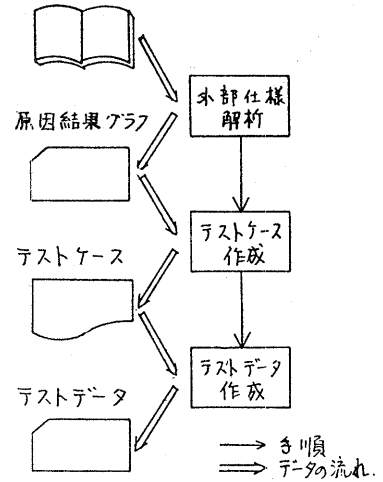 外部仕様
解析
原因結果グラフ
テストケース
作成
テストケース
テストデータ
作成
テストデータ
手順
データの流れ.